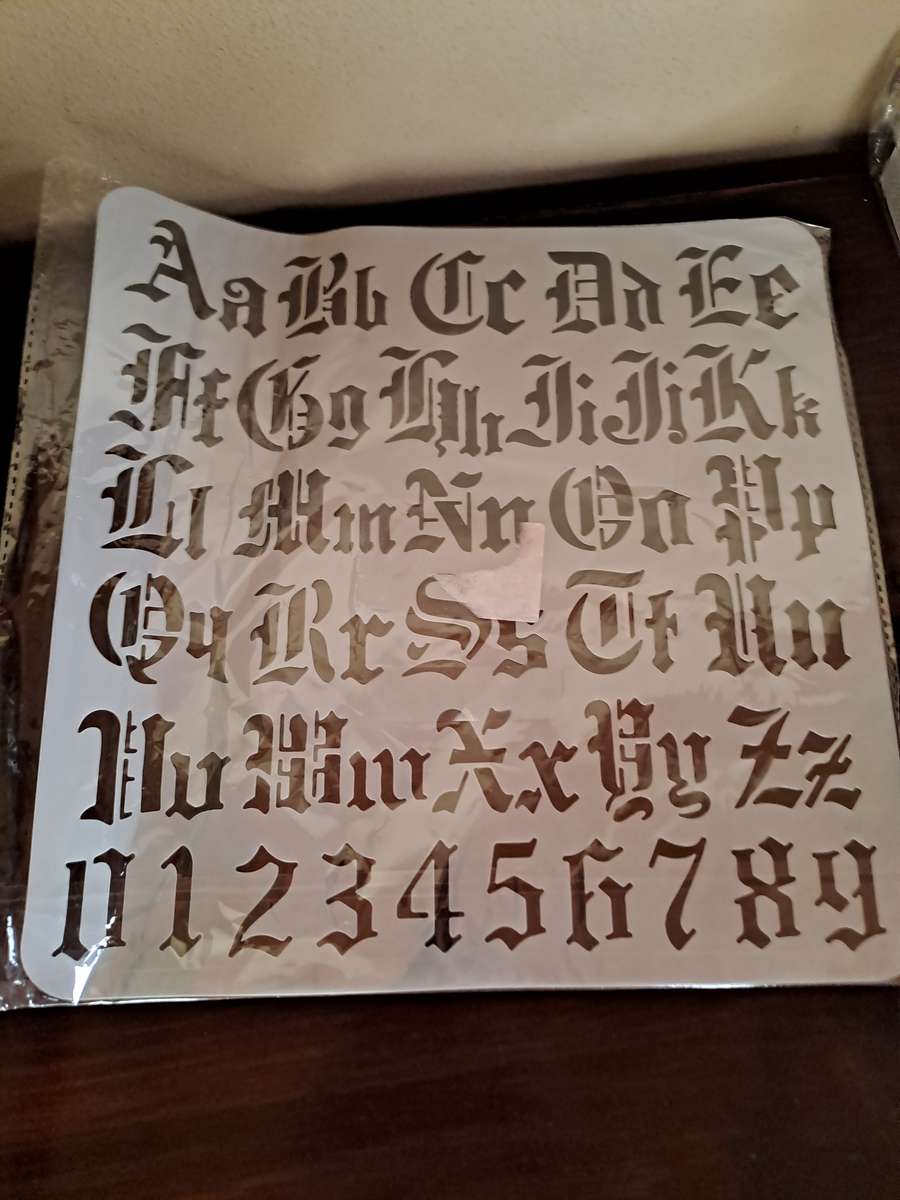 Aa Bb Cc Dd Ee
Ff Gg Hh Ii Jj Kk
Ll Mm Nn Oo Pp
Qq Rr Ss Tt Uu
Vv Ww Xx Yy Zz
0 1 2 3 4 5 6 7 8 9